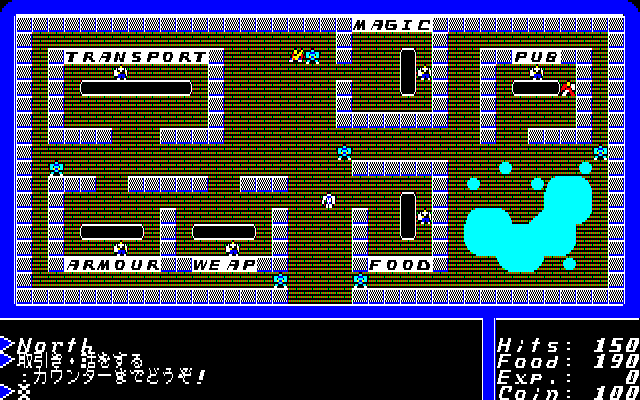 MAGIC
TRANSPORT
PUB
ARMOUR
WEAP
FOOD
North
取引き・話をする
:カウンターまでどうぞ!
Hits: 150
Food: 190
Exp.: 0
Coin: 100